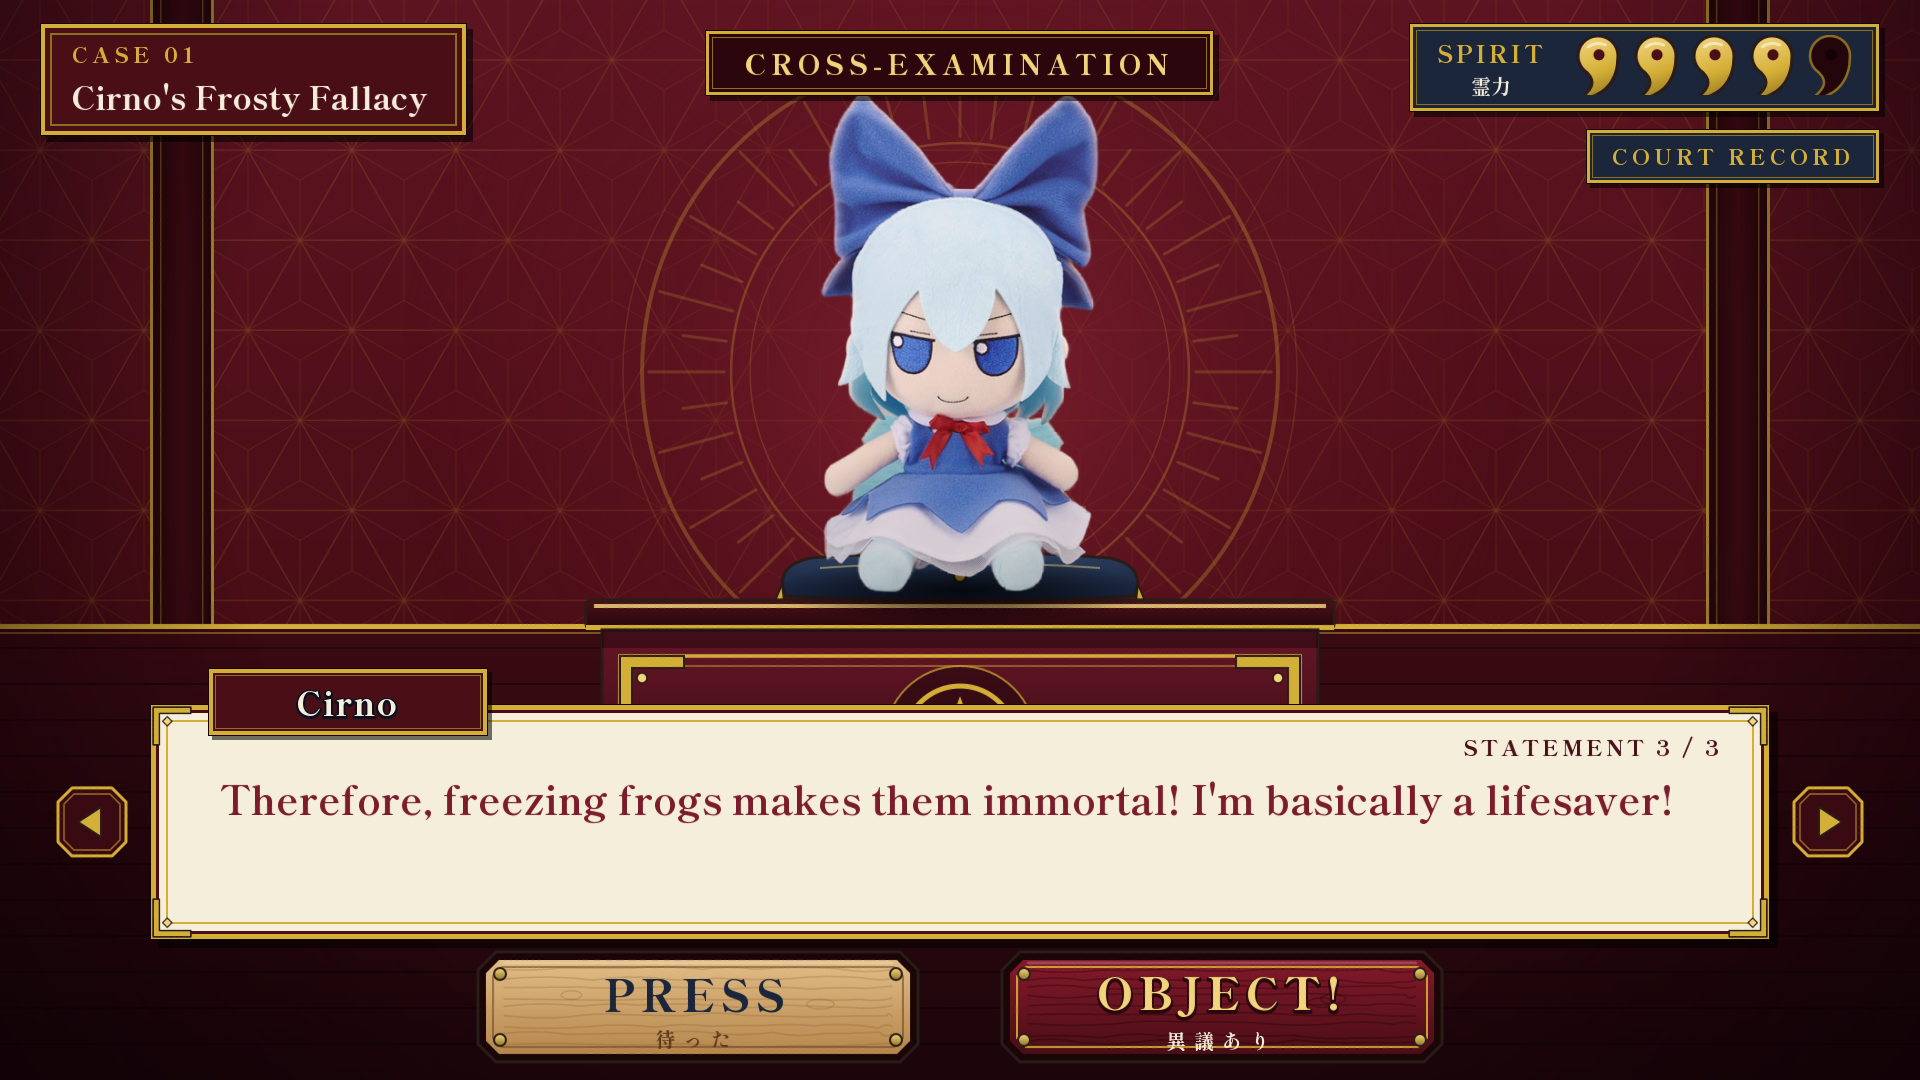 CASE 01
Cirno's Frosty Fallacy
CROSS-EXAMINATION
SPIRIT
霊力
COURT RECORD
Cirno
STATEMENT 3 / 3
Therefore, freezing frogs makes them immortal! I'm basically a lifesaver!
PRESS
待った
OBJECT!
異議あり